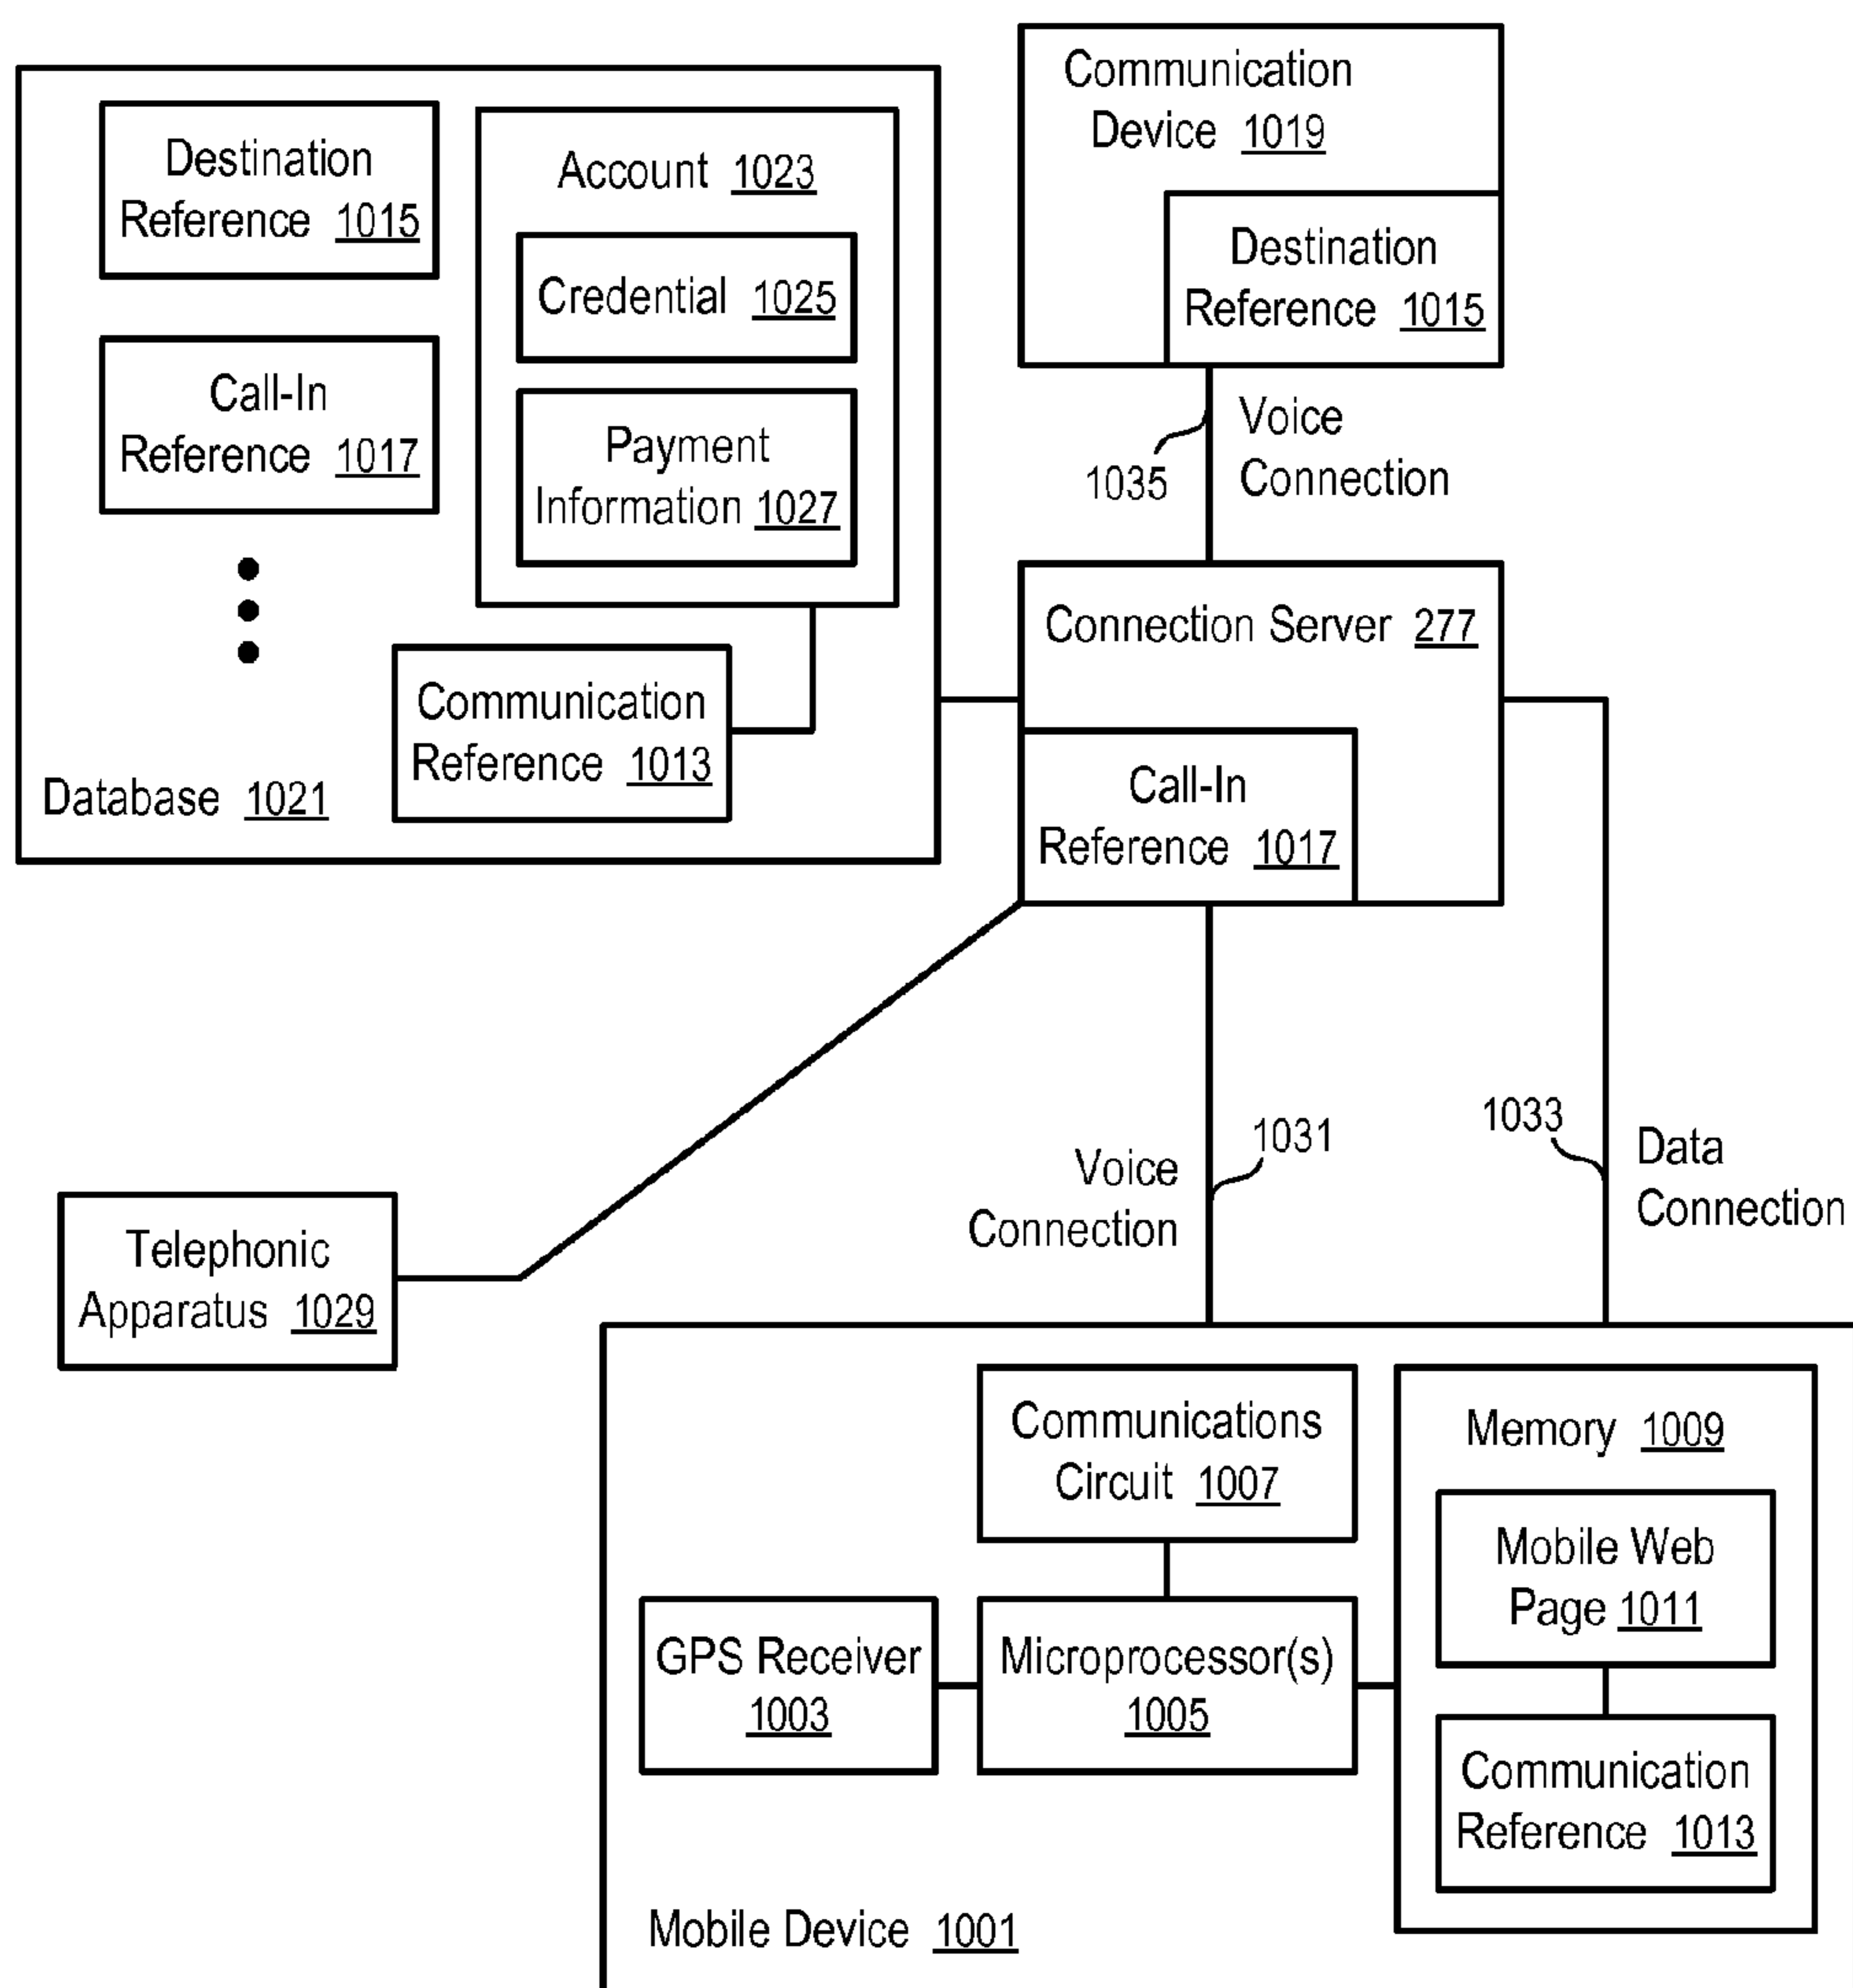 Destination
Reference 1015
Call-In
Reference 1017
Account 1023
Credential 1025
Payment
Information 1027
Communication
Reference 1013
Database 1021
Communication
Device 1019
Destination
Reference 1015
1035
Voice
Connection
Connection Server 277
Call-In
Reference 1017
Voice
Connection
1031
1033
Data
Connection
Telephonic
Apparatus 1029
Communications
Circuit 1007
Memory 1009
Mobile Web
Page 1011
GPS Receiver
1003
Microprocessor(s)
1005
Communication
Reference 1013
Mobile Device 1001